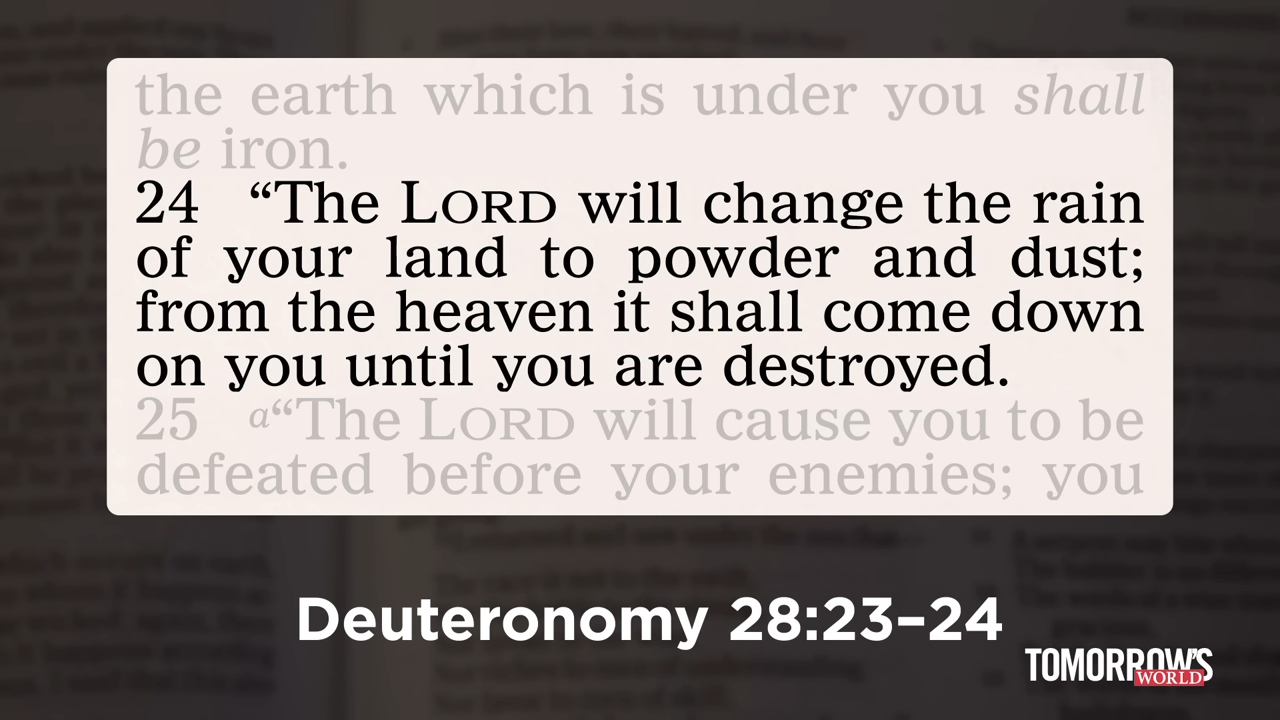 the earth which is under you shall
be iron.
24 “The LORD will change the rain
of your land to powder and dust;
from the heaven it shall come down
on you until you are destroyed.
25 a“The LORD will cause you to be
defeated before your enemies; you
Deuteronomy 28:23–24
TOMORROW'S
WORLD